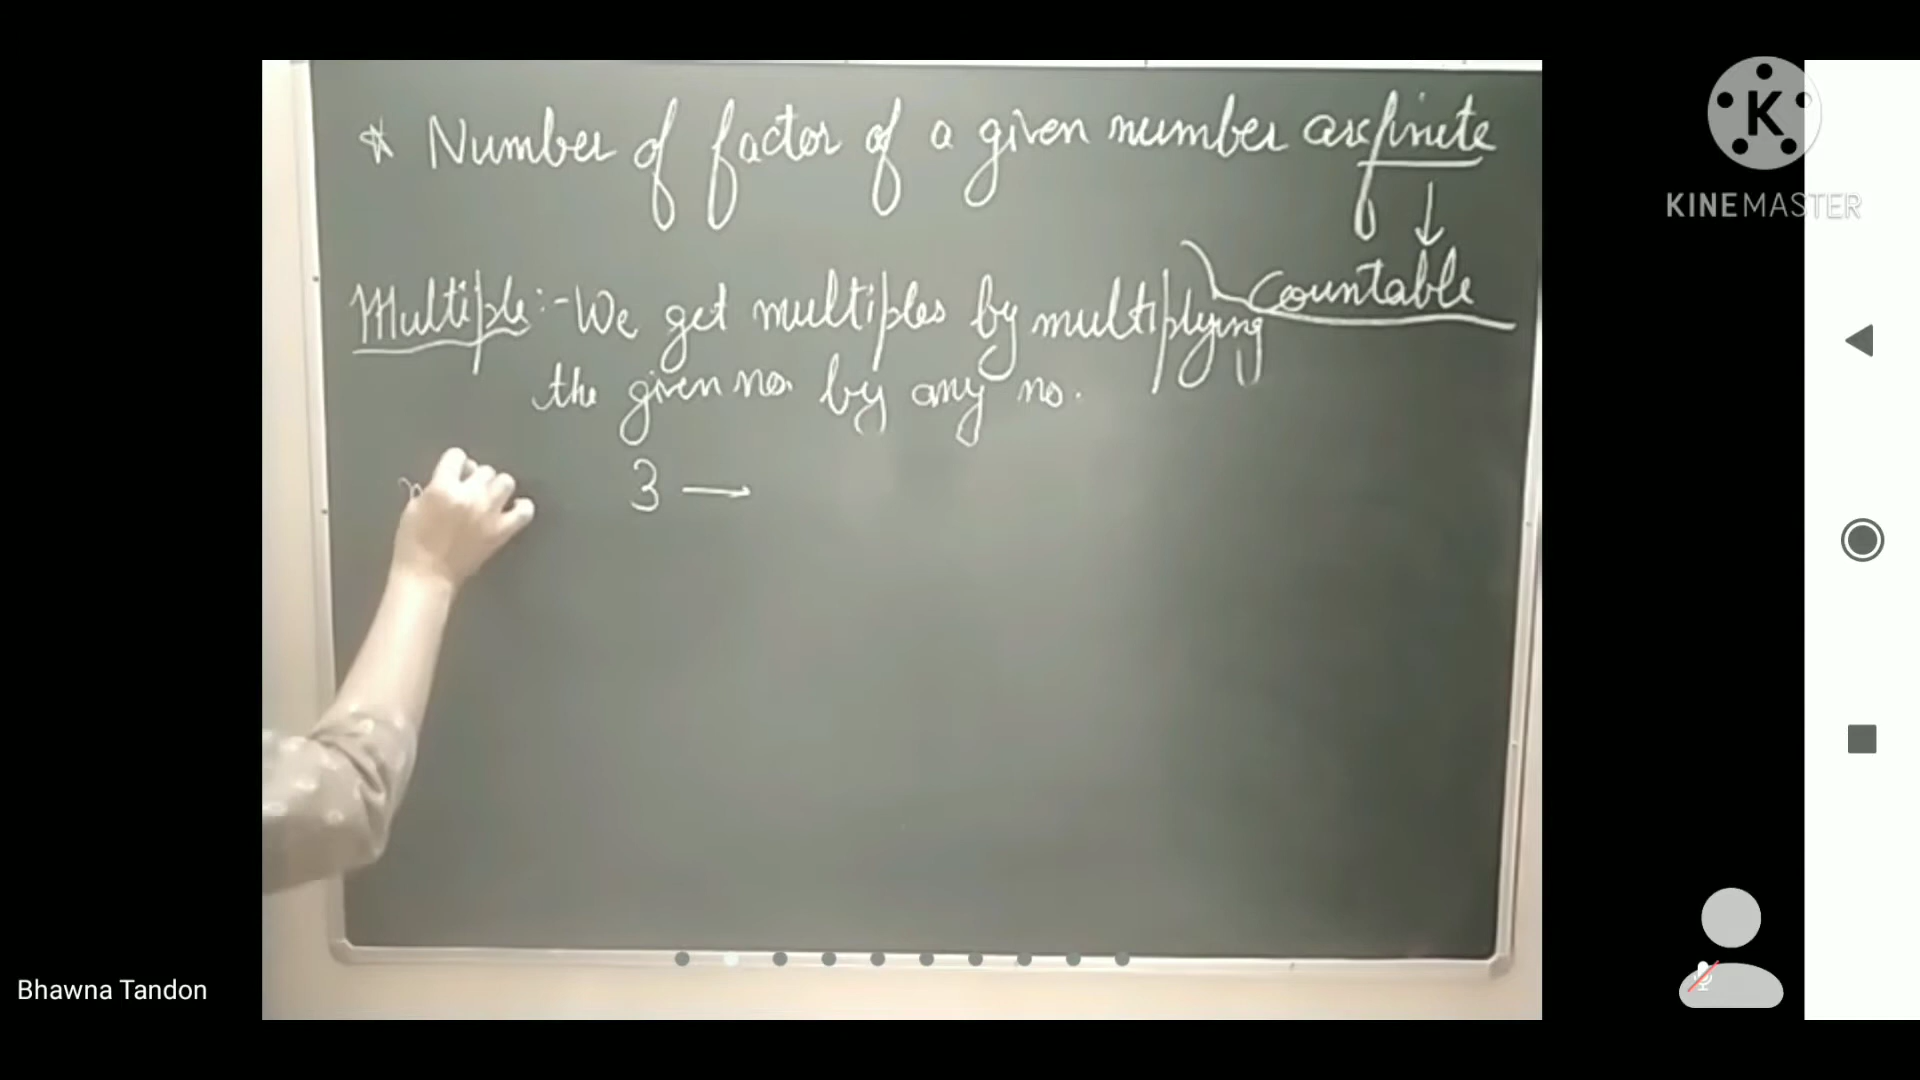 * Number of factor of a given number are finite
↓
Countable
Multiple:- We get multiples by multiplying
the given no. by any no.
3 →
KINEMASTER
Bhawna Tandon